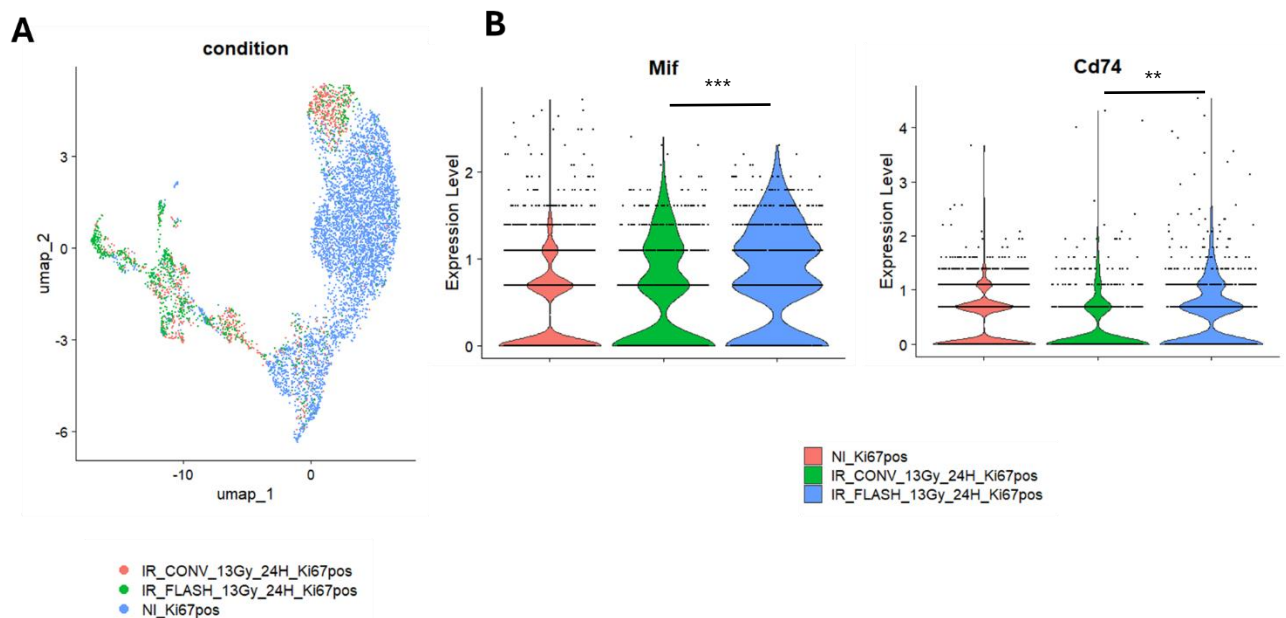 A
condition
umap_2
3
0
-3
-6
-10
0
umap_1
IR_CONV_13Gy_24H_Ki67pos
IR_FLASH_13Gy_24H_Ki67pos
NI_Ki67pos
B
Mif
***
Expression Level
2
1
0
Cd74
**
Expression Level
4
3
2
1
0
NI_Ki67pos
IR_CONV_13Gy_24H_Ki67pos
IR_FLASH_13Gy_24H_Ki67pos